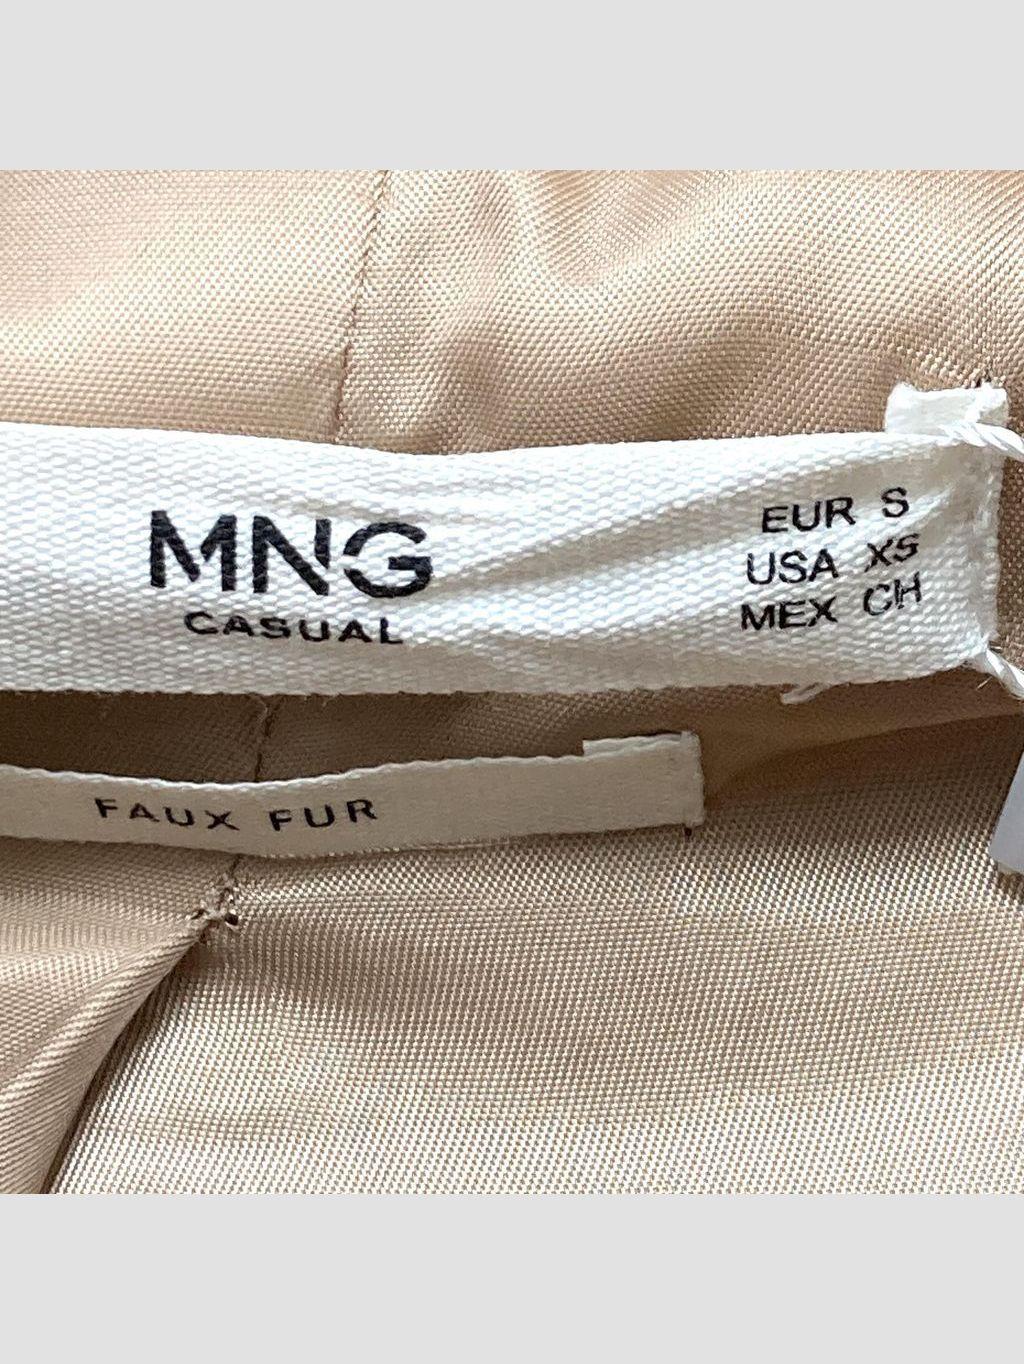 MNG
CASUAL
EUR S
USA XS
MEX CH
FAUX FUR